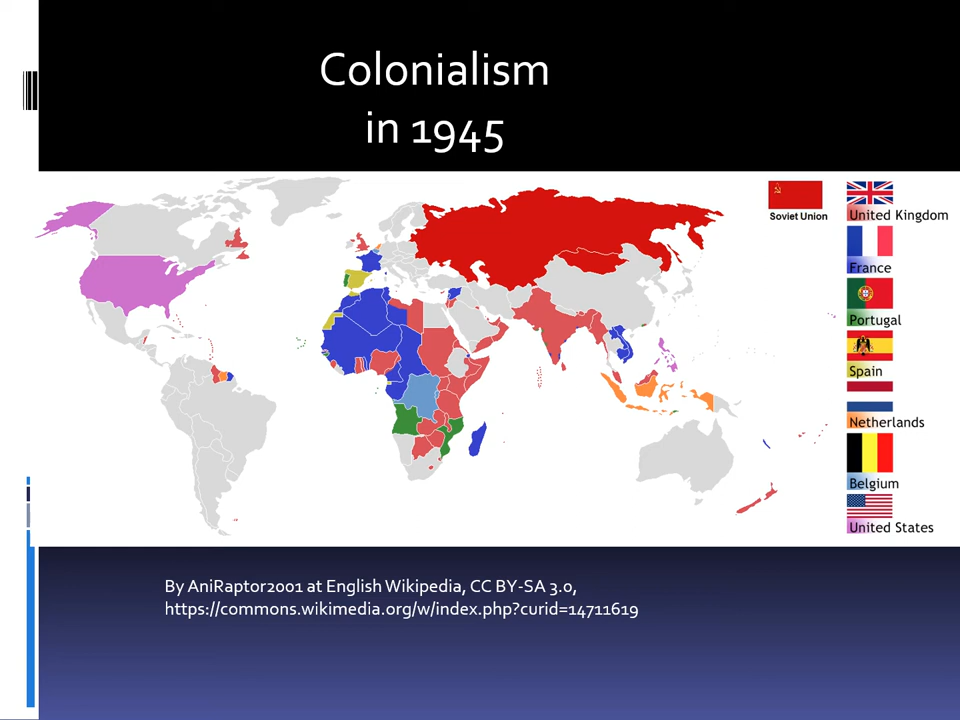 Colonialism
in 1945
Soviet Union
United Kingdom
France
Portugal
Spain
Netherlands
Belgium
United States
By AniRaptor2001 at English Wikipedia, CC BY-SA 3.0,
https://commons.wikimedia.org/w/index.php?curid=14711619